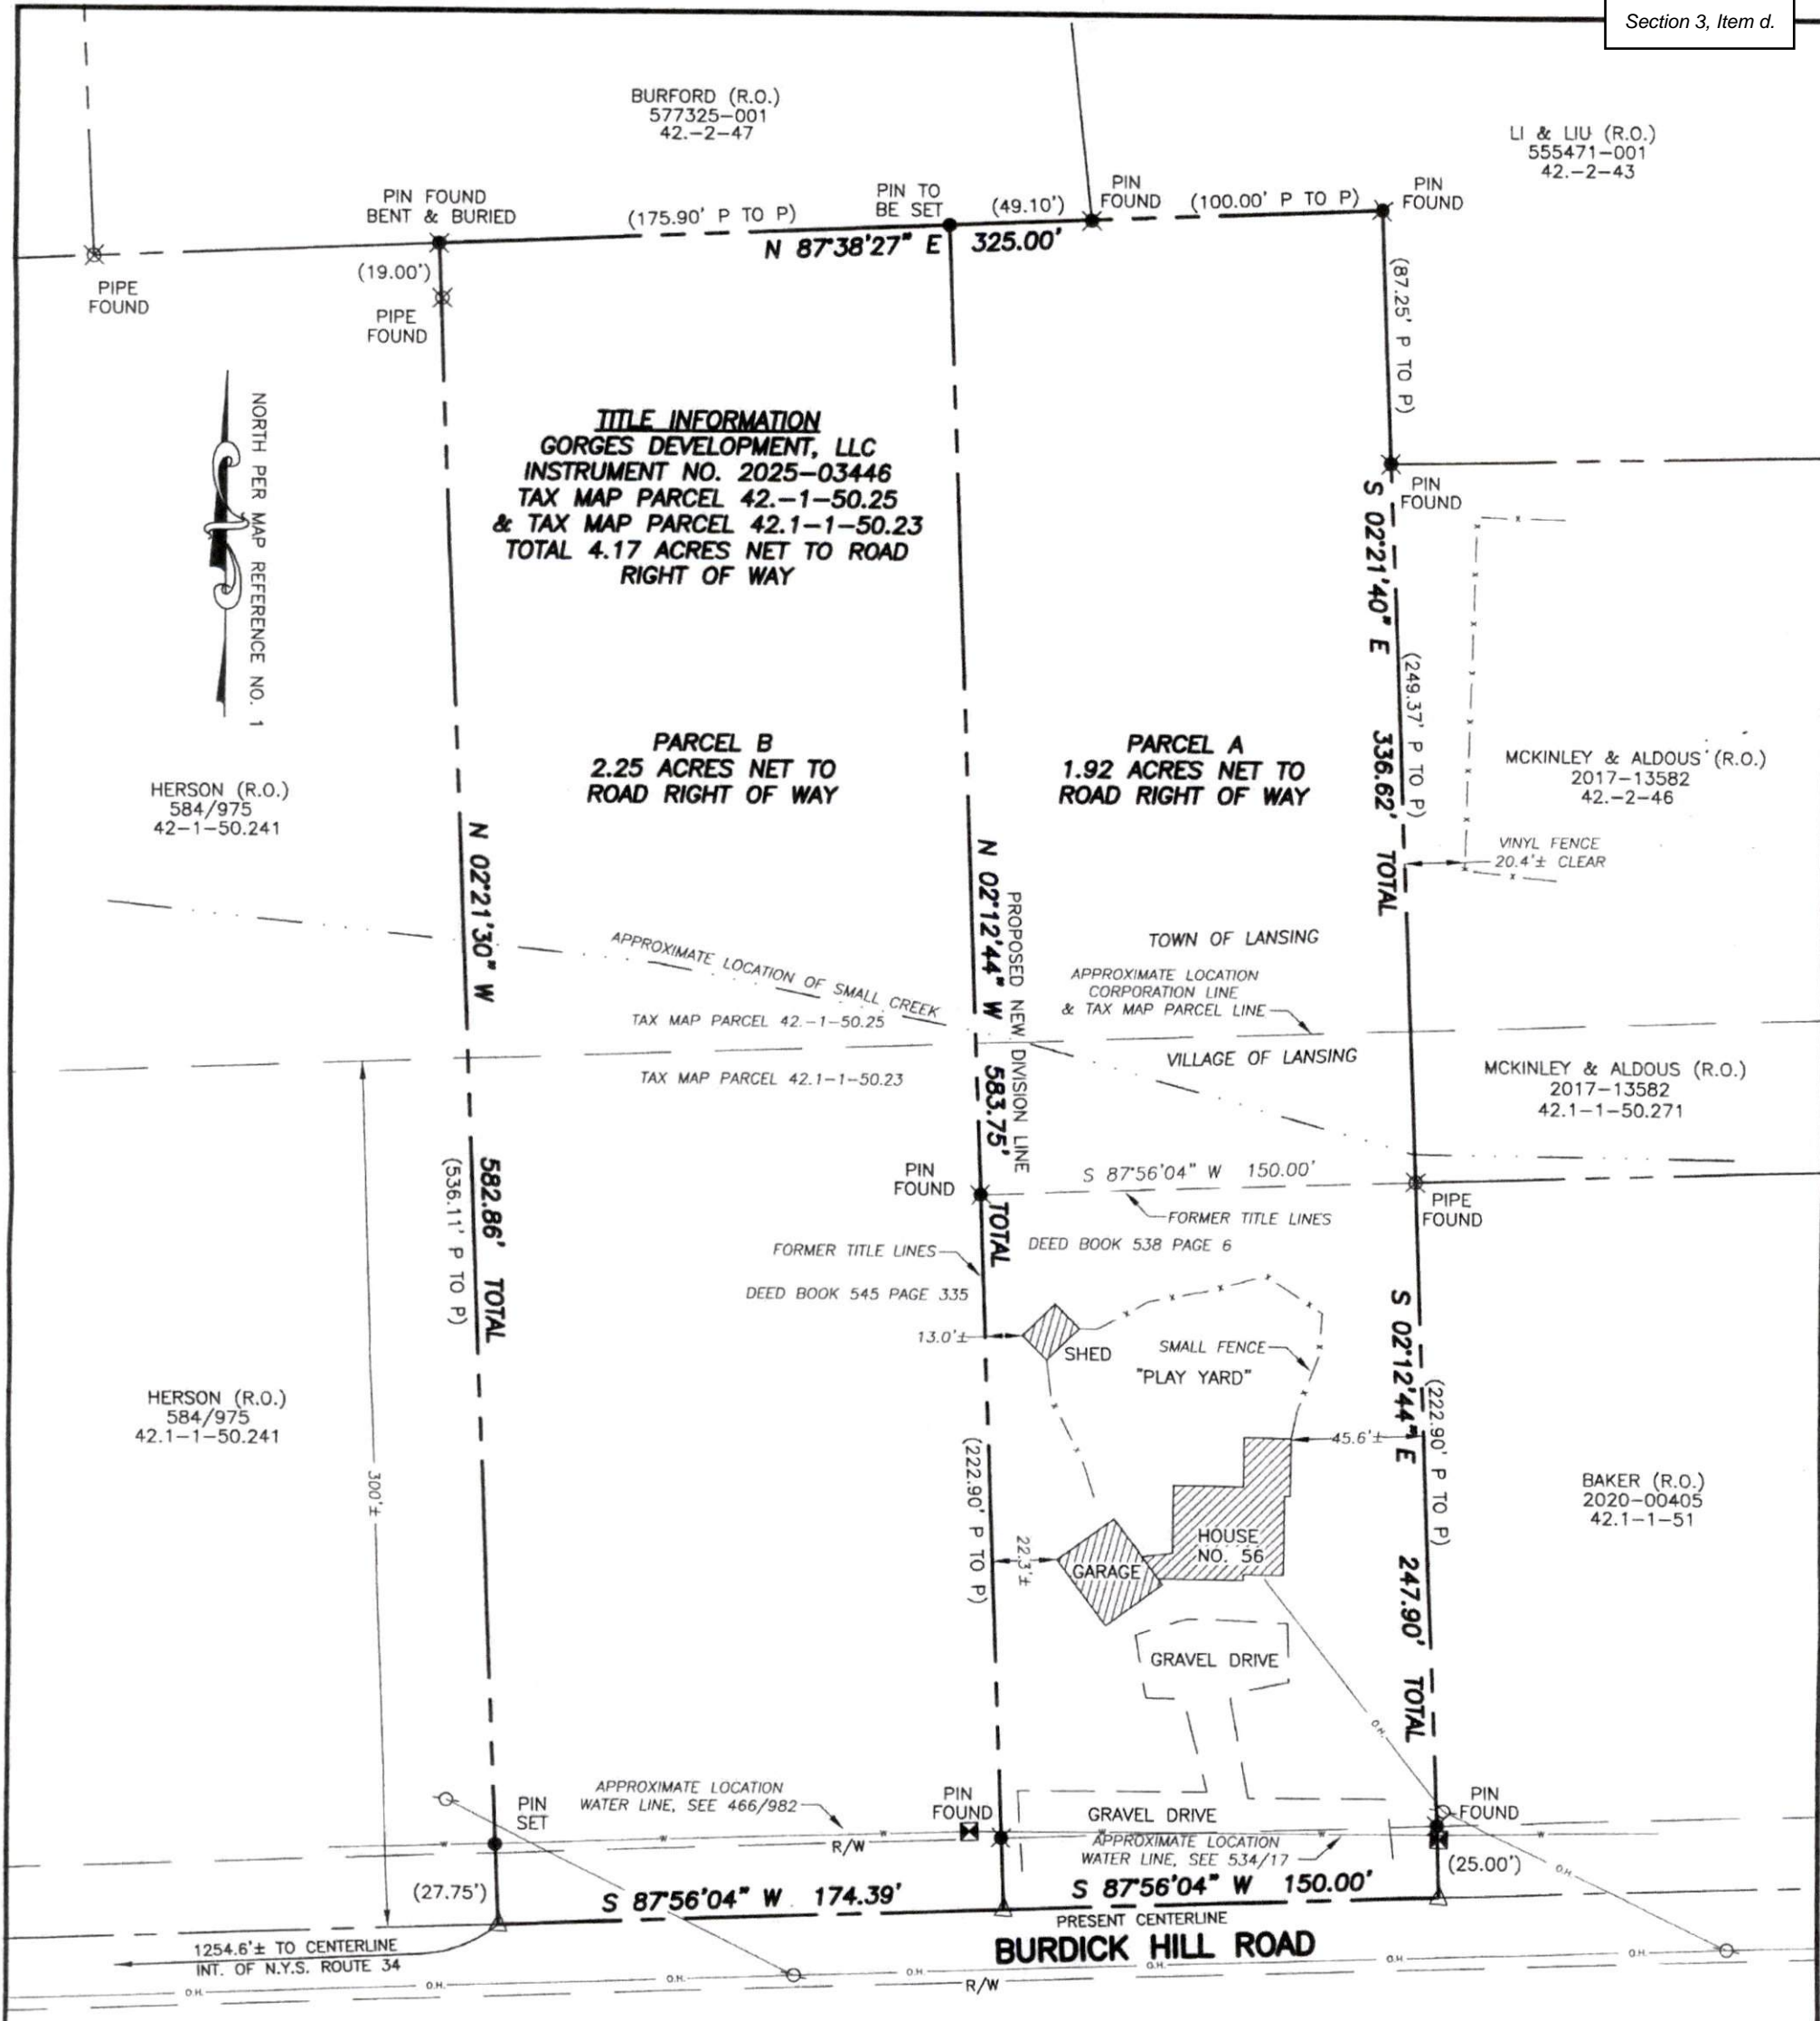 Section 3, Item d.
BURFORD (R.O.)
577325-001
42.-2-47
LI & LIU (R.O.)
555471-001
42.-2-43
PIN FOUND
BENT & BURIED
(175.90' P TO P)
PIN TO
BE SET
(49.10')
PIN
FOUND
(100.00' P TO P)
PIN
FOUND
N 87°38'27" E 325.00'
PIPE
FOUND
(19.00')
PIPE
FOUND
(87.25' P TO P)
NORTH PER MAP REFERENCE NO. 1
TITLE INFORMATION
GORGES DEVELOPMENT, LLC
INSTRUMENT NO. 2025-03446
TAX MAP PARCEL 42.-1-50.25
& TAX MAP PARCEL 42.1-1-50.23
TOTAL 4.17 ACRES NET TO ROAD
RIGHT OF WAY
PIN
FOUND
S 02°21'40" E 336.62' TOTAL
(249.37' P TO P)
PARCEL B
2.25 ACRES NET TO
ROAD RIGHT OF WAY
PARCEL A
1.92 ACRES NET TO
ROAD RIGHT OF WAY
HERSON (R.O.)
584/975
42-1-50.241
MCKINLEY & ALDOUS (R.O.)
2017-13582
42.-2-46
VINYL FENCE
20.4'± CLEAR
N 02°21'30" W 582.86' TOTAL
(536.11' P TO P)
N 02°12'44" W 583.75' TOTAL
PROPOSED NEW DIVISION LINE
APPROXIMATE LOCATION OF SMALL CREEK
TOWN OF LANSING
APPROXIMATE LOCATION
CORPORATION LINE
& TAX MAP PARCEL LINE
TAX MAP PARCEL 42.-1-50.25
VILLAGE OF LANSING
TAX MAP PARCEL 42.1-1-50.23
MCKINLEY & ALDOUS (R.O.)
2017-13582
42.1-1-50.271
PIN
FOUND
S 87°56'04" W 150.00'
PIPE
FOUND
FORMER TITLE LINES
DEED BOOK 538 PAGE 6
FORMER TITLE LINES
DEED BOOK 545 PAGE 335
13.0'±
SHED
SMALL FENCE
"PLAY YARD"
S 02°12'44" E 247.90' TOTAL
(222.90' P TO P)
45.6'±
HERSON (R.O.)
584/975
42.1-1-50.241
300'±
(222.90' P TO P)
22.3'±
GARAGE
HOUSE
NO. 56
BAKER (R.O.)
2020-00405
42.1-1-51
GRAVEL DRIVE
O.H.
PIN
SET
APPROXIMATE LOCATION
WATER LINE, SEE 466/982
PIN
FOUND
GRAVEL DRIVE
PIN
FOUND
W W W W W
R/W
APPROXIMATE LOCATION
WATER LINE, SEE 534/17
(27.75')
(25.00')
O.H.
S 87°56'04" W 174.39'
S 87°56'04" W 150.00'
PRESENT CENTERLINE
BURDICK HILL ROAD
1254.6'± TO CENTERLINE
INT. OF N.Y.S. ROUTE 34
O.H. O.H. O.H. O.H. O.H. O.H. O.H.
R/W